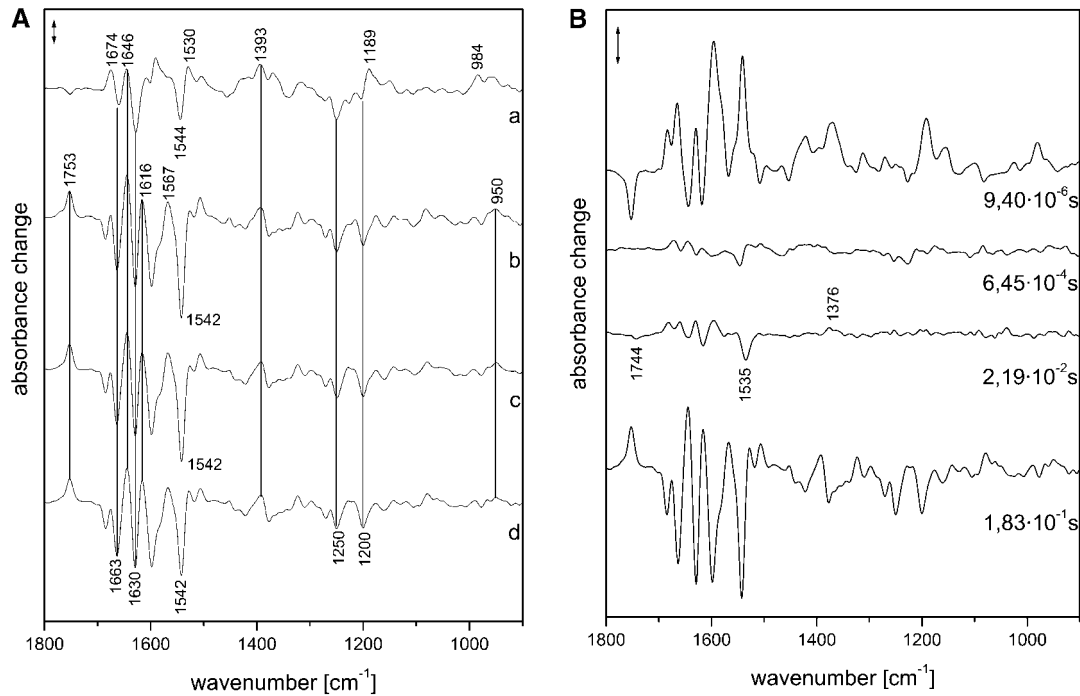 A
B
1674
1646
1530
1393
1189
984
a
1544
1753
1616
1567
950
b
1542
c
1542
d
1663
1630
1542
1250
1200
absorbance change
1800
1600
1400
1200
1000
wavenumber [cm⁻¹]
9,40·10⁻⁶s
6,45·10⁻⁴s
1376
1744
1535
2,19·10⁻²s
1,83·10⁻¹s
absorbance change
1800
1600
1400
1200
1000
wavenumber [cm⁻¹]